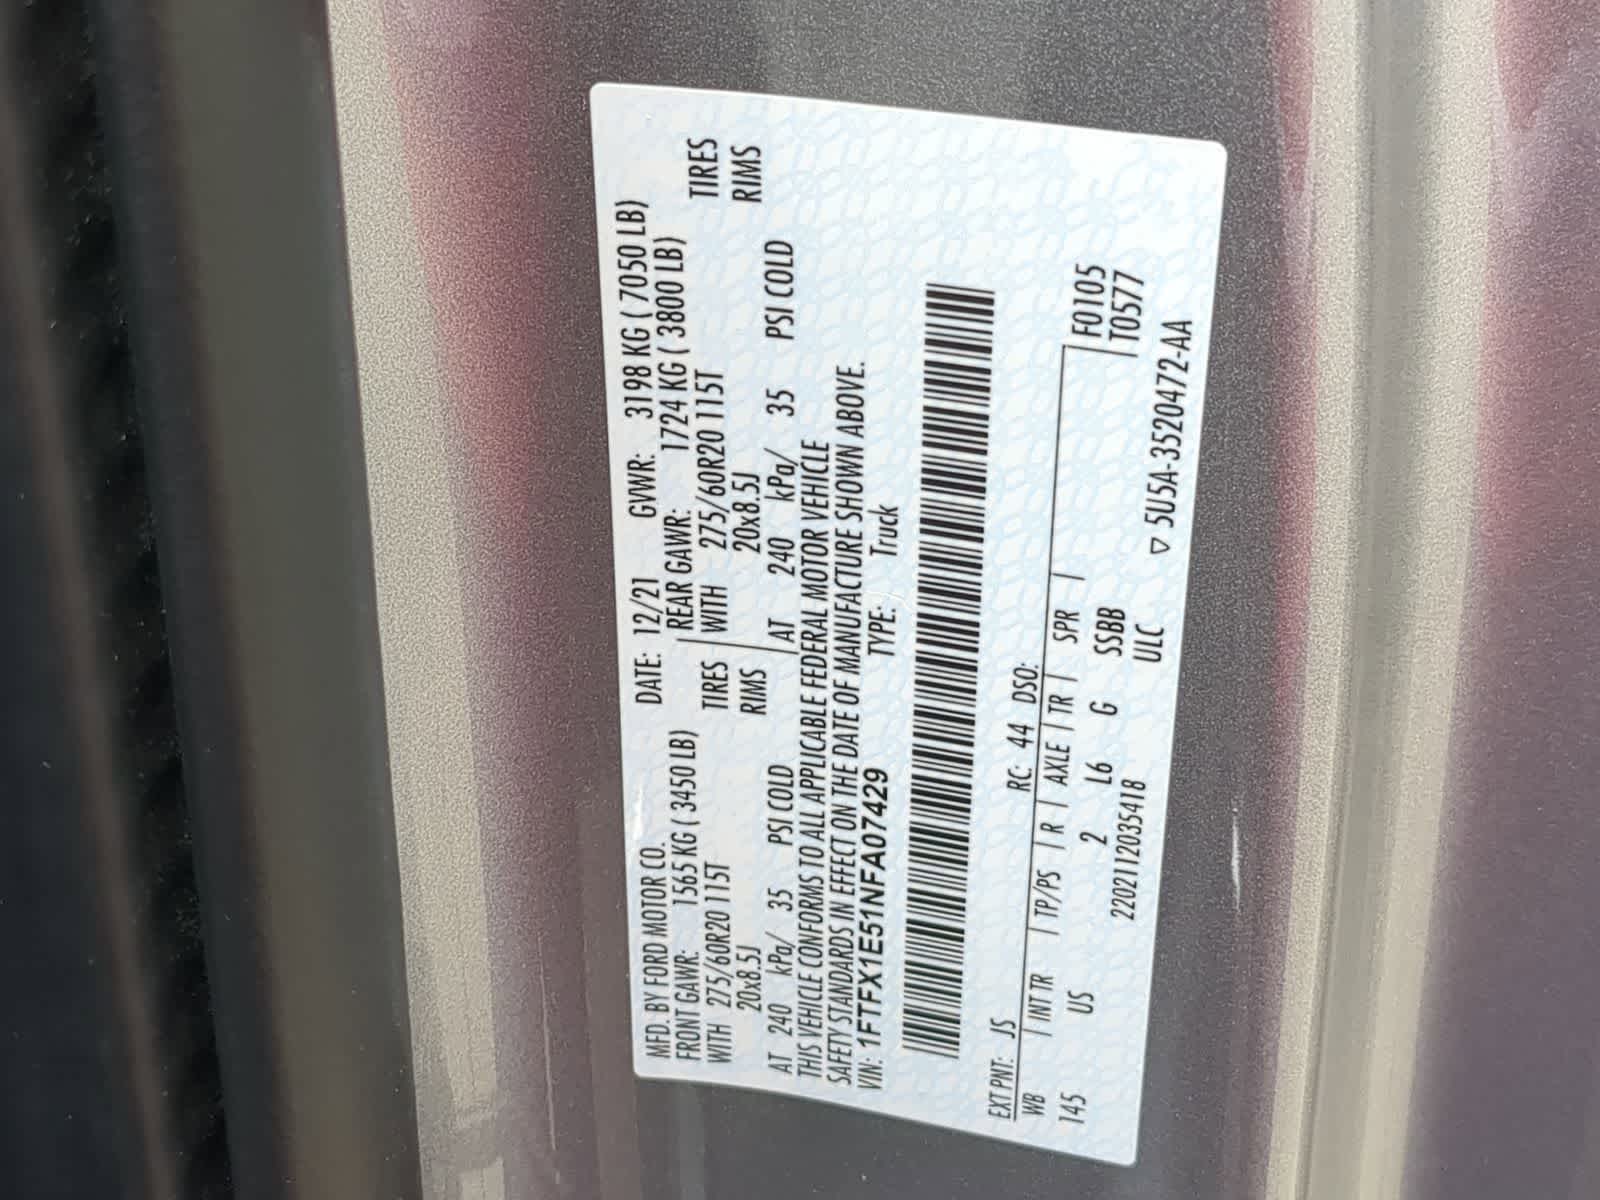 MFD. BY FORD MOTOR CO. DATE: 12/21 GVWR: 3198 KG ( 7050 LB)
FRONT GAWR: 1565 KG ( 3450 LB) REAR GAWR: 1724 KG ( 3800 LB)
WITH 275/60R20 115T TIRES WITH 275/60R20 115T TIRES
20x8.5J RIMS 20x8.5J RIMS
AT 240 kPa/ 35 PSI COLD AT 240 kPa/ 35 PSI COLD
THIS VEHICLE CONFORMS TO ALL APPLICABLE FEDERAL MOTOR VEHICLE
SAFETY STANDARDS IN EFFECT ON THE DATE OF MANUFACTURE SHOWN ABOVE.
VIN: 1FTFX1E51NFA07429 TYPE: Truck
EXT PNT: JS RC: 44 DSO:
WB INT TR TP/PS R AXLE TR SPR F0105
145 US 2 L6 G SSBB T0577
2202112035418 ULC ▽ 5U5A-3520472-AA